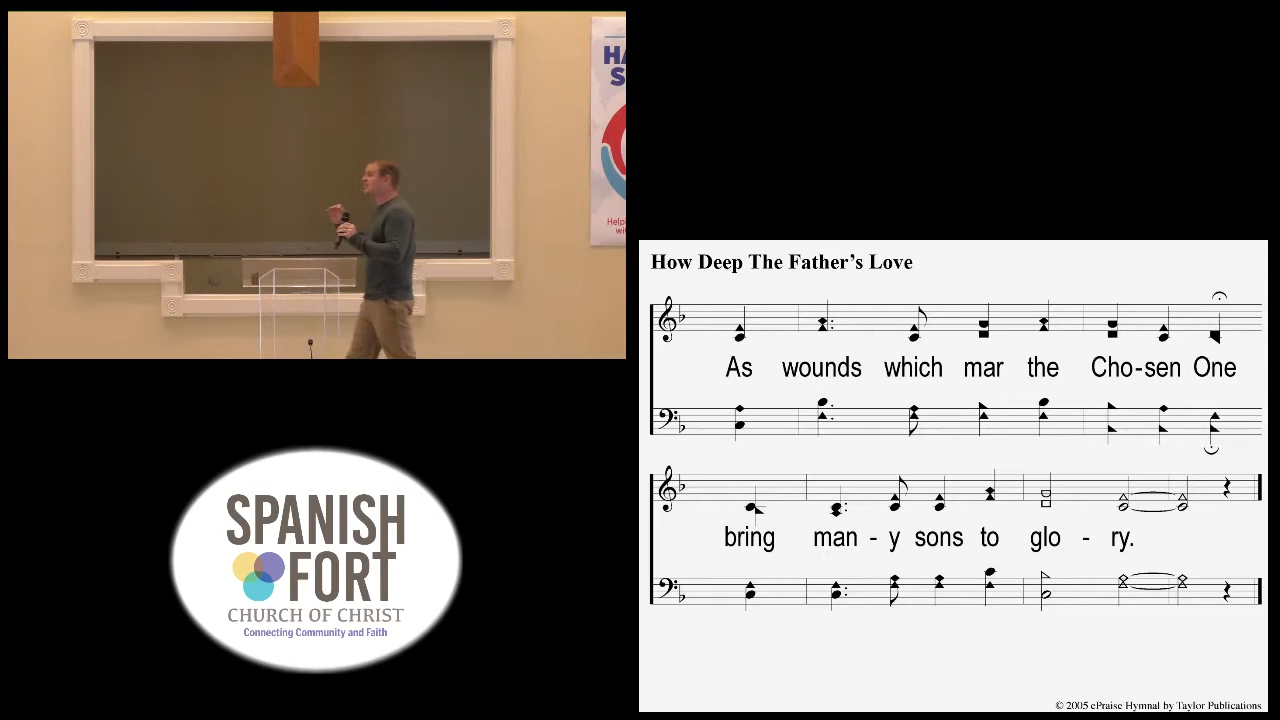 How Deep The Father's Love
As wounds which mar the Cho-sen One
bring man - y sons to glo - ry.
© 2005 ePraise Hymnal by Taylor Publications
SPANISH
FORT
CHURCH OF CHRIST
Connecting Community and Faith